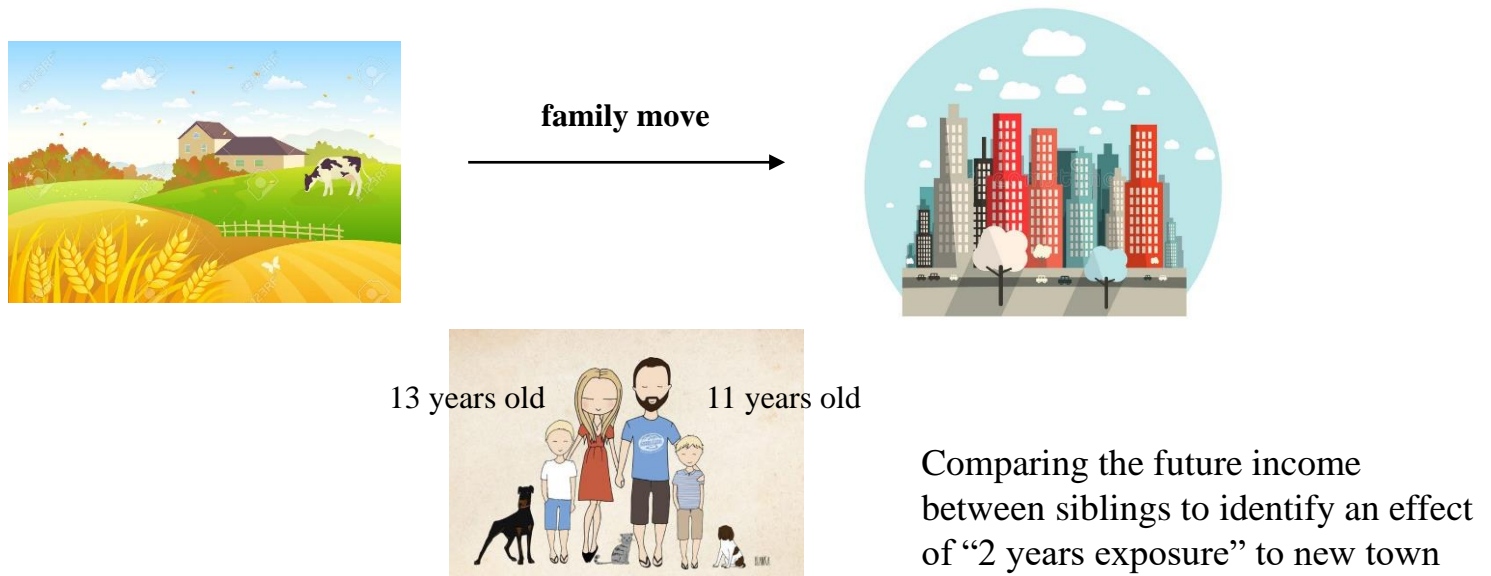 family move
13 years old
11 years old
Comparing the future income
between siblings to identify an effect
of “2 years exposure” to new town